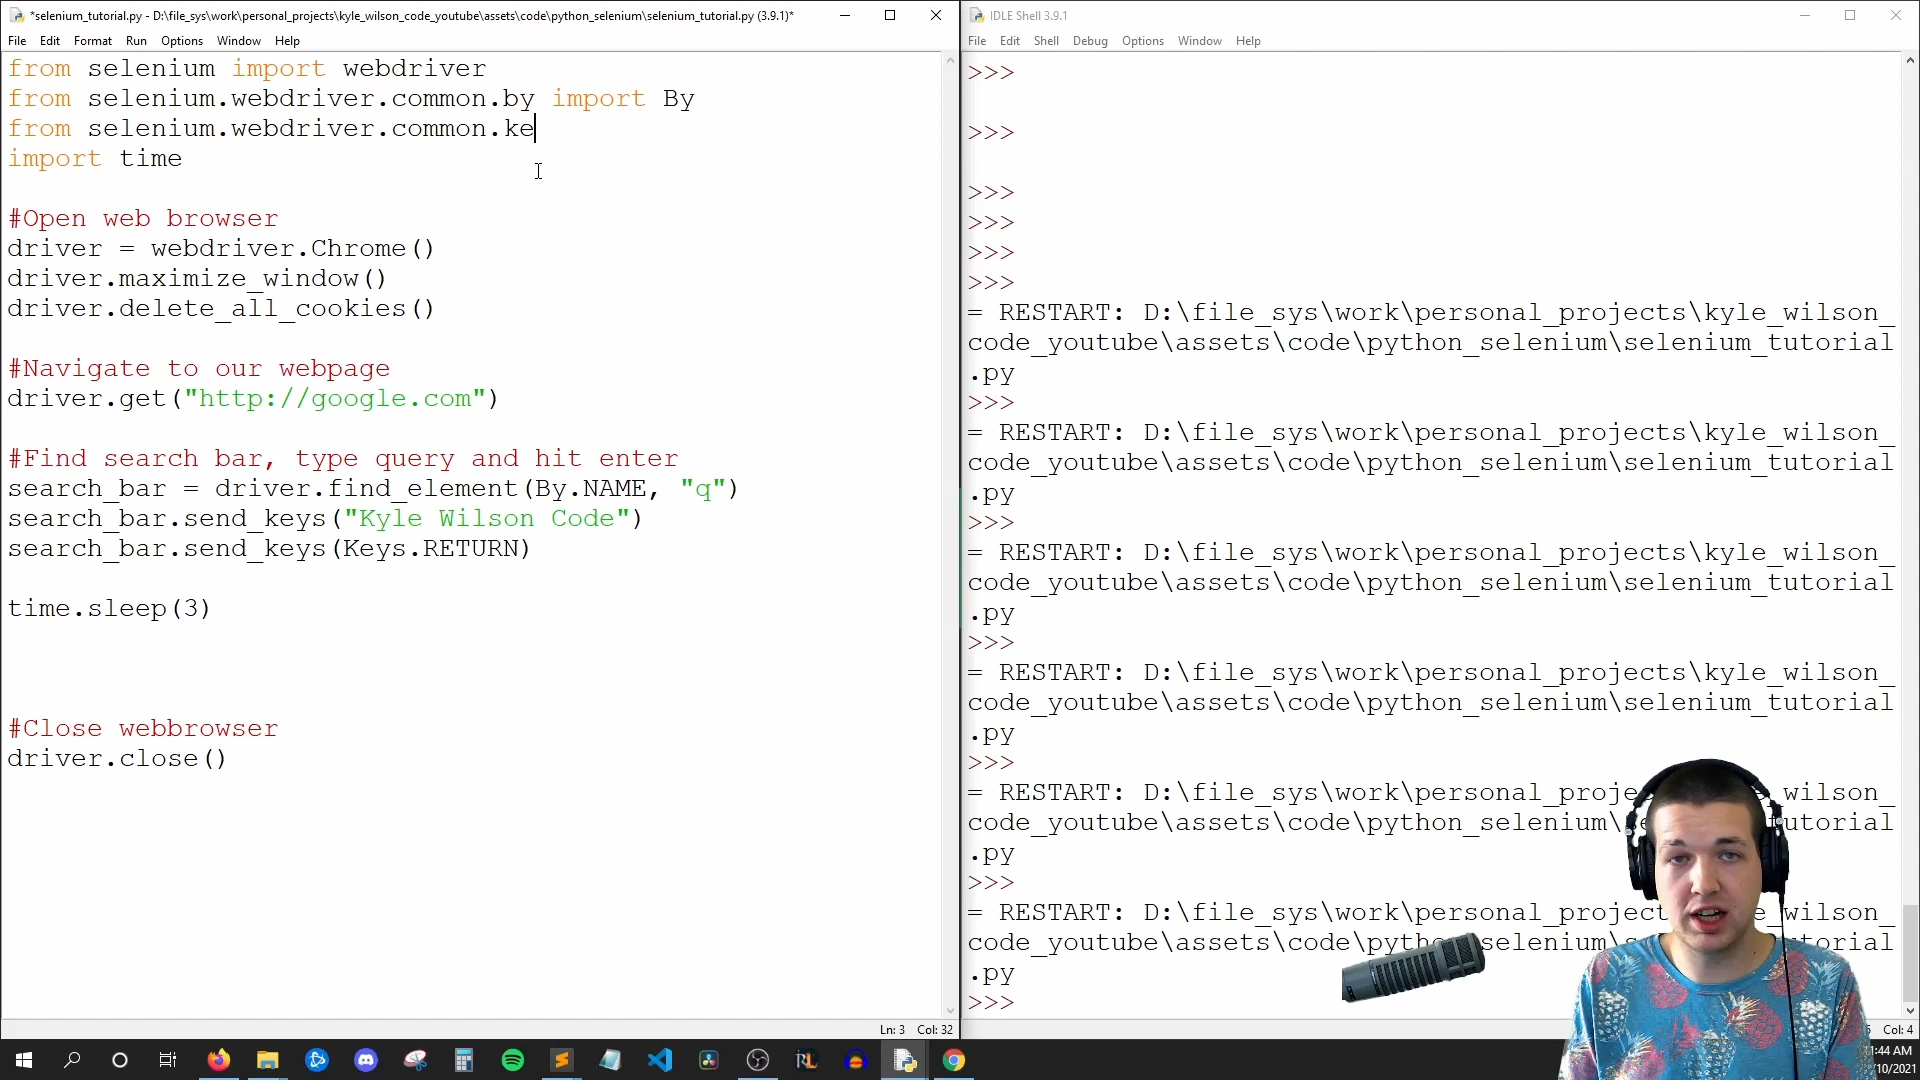 *selenium_tutorial.py - D:\file_sys\work\personal_projects\kyle_wilson_code_youtube\assets\code\python_selenium\selenium_tutorial.py (3.9.1)*
File Edit Format Run Options Window Help
from selenium import webdriver
from selenium.webdriver.common.by import By
from selenium.webdriver.common.ke
import time
#Open web browser
driver = webdriver.Chrome()
driver.maximize_window()
driver.delete_all_cookies()
#Navigate to our webpage
driver.get("http://google.com")
#Find search bar, type query and hit enter
search_bar = driver.find_element(By.NAME, "q")
search_bar.send_keys("Kyle Wilson Code")
search_bar.send_keys(Keys.RETURN)
time.sleep(3)
#Close webbrowser
driver.close()
Ln: 3 Col: 32
IDLE Shell 3.9.1
File Edit Shell Debug Options Window Help
>>>
>>>
>>>
>>>
>>>
>>>
= RESTART: D:\file_sys\work\personal_projects\kyle_wilson_
code_youtube\assets\code\python_selenium\selenium_tutorial
.py
>>>
= RESTART: D:\file_sys\work\personal_projects\kyle_wilson_
code_youtube\assets\code\python_selenium\selenium_tutorial
.py
>>>
= RESTART: D:\file_sys\work\personal_projects\kyle_wilson_
code_youtube\assets\code\python_selenium\selenium_tutorial
.py
>>>
= RESTART: D:\file_sys\work\personal_projects\kyle_wilson_
code_youtube\assets\code\python_selenium\selenium_tutorial
.py
>>>
= RESTART: D:\file_sys\work\personal_proje wilson_
code_youtube\assets\code\python_selenium\se utorial
.py
>>>
= RESTART: D:\file_sys\work\personal_project e_wilson_
code_youtube\assets\code\python_selenium\s torial
.py
>>>
Col: 4
:44 AM
/10/2021